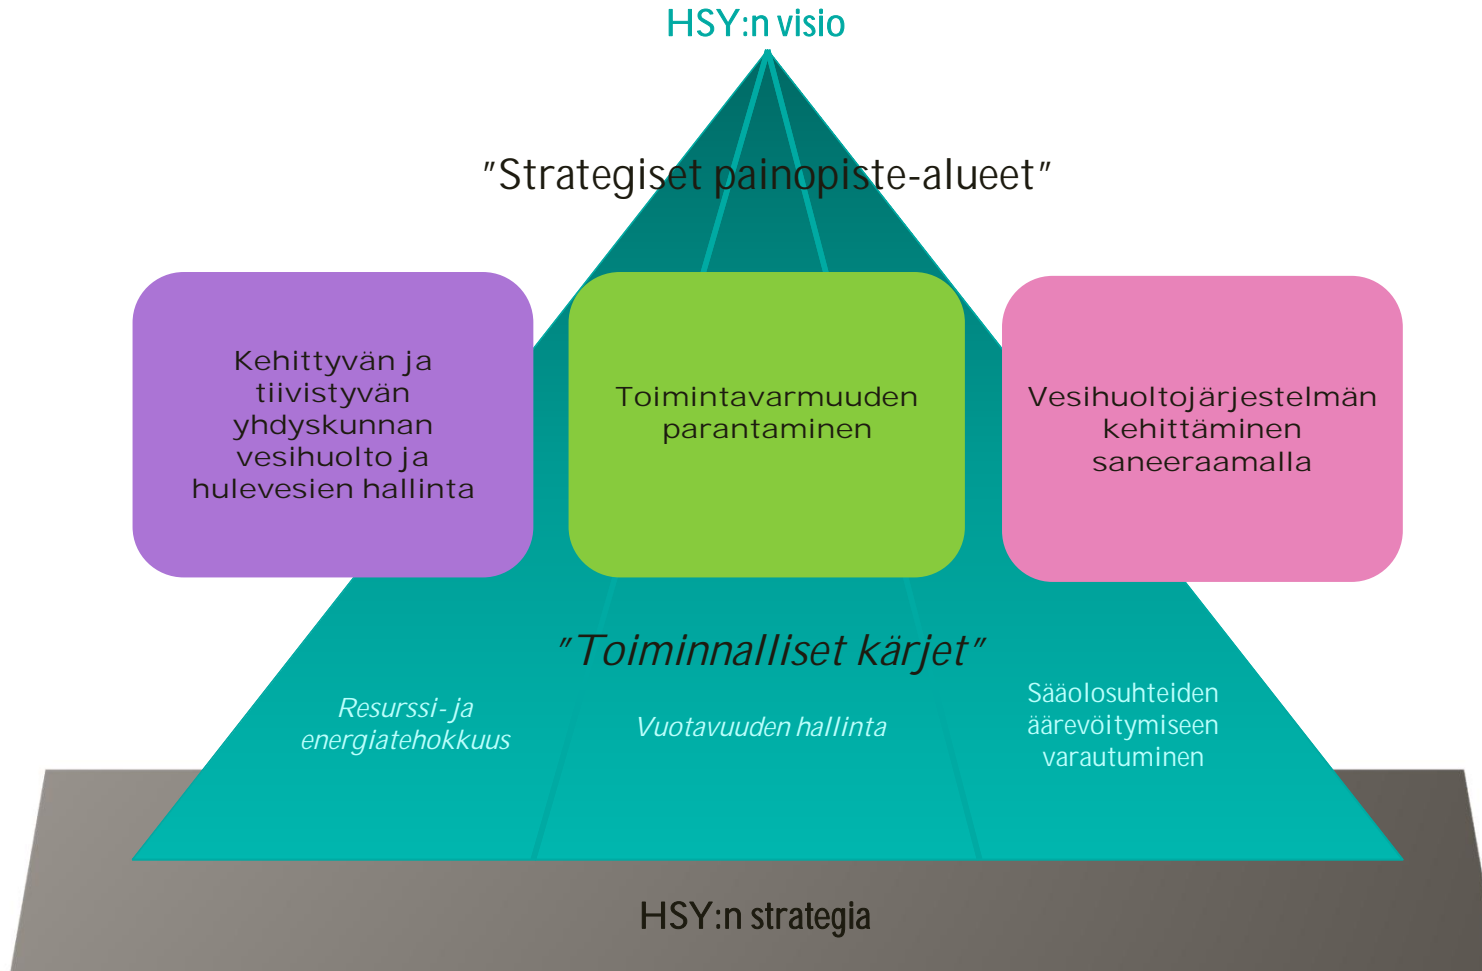 HSY:n visio
"Strategiset painopiste-alueet"
Kehittyvän ja
tiivistyvän
yhdyskunnan
vesihuolto ja
hulevesien hallinta
Toimintavarmuuden
parantaminen
Vesihuoltojärjestelmän
kehittäminen
saneeraamalla
"Toiminnalliset kärjet"
Resurssi- ja
energiatehokkuus
Vuotavuuden hallinta
Sääolosuhteiden
äärevöitymiseen
varautuminen
HSY:n strategia